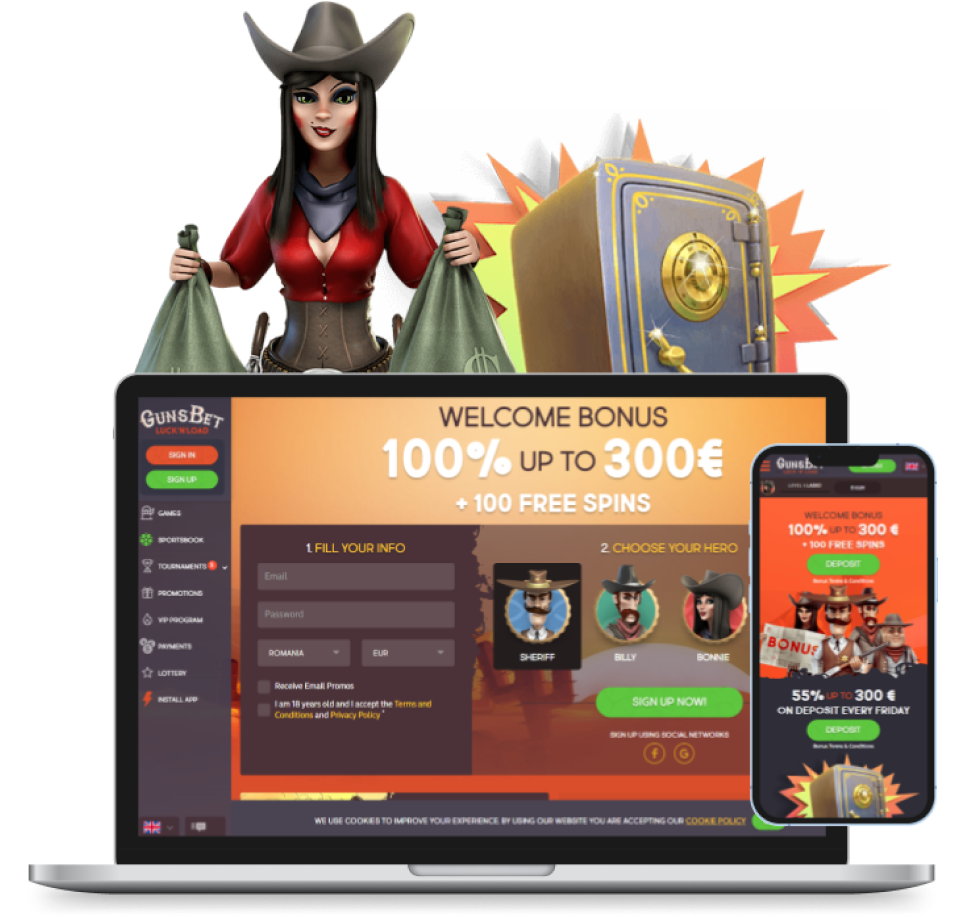 GUNSBET
LUCK'N'LOAD
SIGN IN
SIGN UP
GAMES
SPORTSBOOK
TOURNAMENTS
PROMOTIONS
VIP PROGRAM
PAYMENTS
LOTTERY
INSTALL APP
WELCOME BONUS
100% UP TO 300€
+ 100 FREE SPINS
1. FILL YOUR INFO
Email
Password
ROMANIA EUR
Receive Email Promos
I am 18 years old and I accept the Terms and
Conditions and Privacy Policy *
2. CHOOSE YOUR HERO
SHERIFF BILLY BONNIE
SIGN UP NOW!
SIGN UP USING SOCIAL NETWORKS
f G
WE USE COOKIES TO IMPROVE YOUR EXPERIENCE. BY USING OUR WEBSITE YOU ARE ACCEPTING OUR COOKIE POLICY
WELCOME BONUS
100% UP TO 300 €
+ 100 FREE SPINS
DEPOSIT
Bonus Terms & Conditions
BONUS
55% UP TO 300 €
ON DEPOSIT EVERY FRIDAY
DEPOSIT
Bonus Terms & Conditions